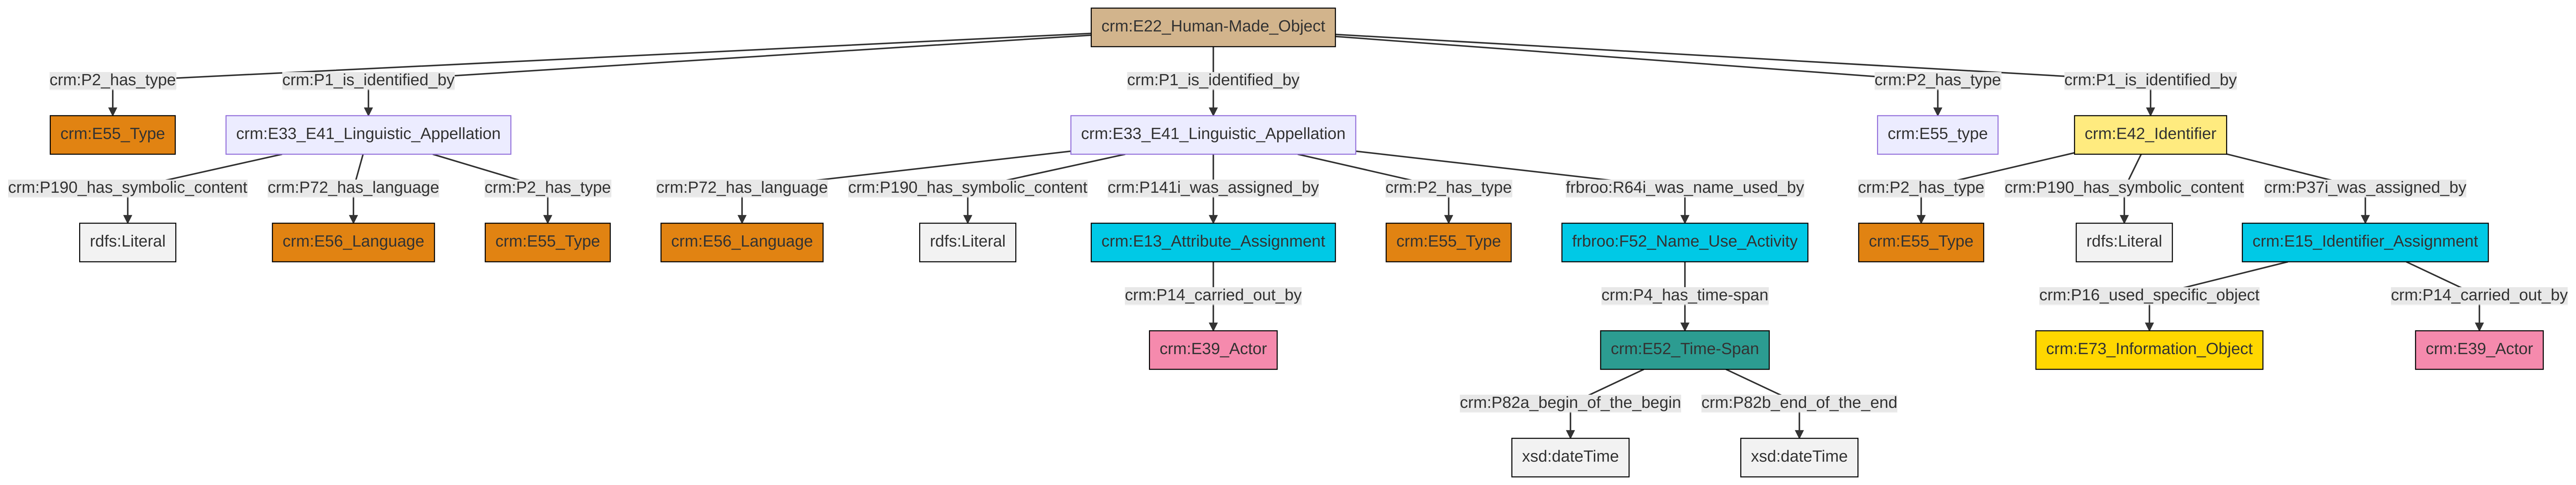 crm:E22_Human-Made_Object
crm:P2_has_type
crm:P1_is_identified_by
crm:P1_is_identified_by
crm:P2_has_type
crm:P1_is_identified_by
crm:E55_Type
crm:E33_E41_Linguistic_Appellation
crm:E33_E41_Linguistic_Appellation
crm:E55_type
crm:E42_Identifier
crm:P190_has_symbolic_content
crm:P72_has_language
crm:P2_has_type
crm:P72_has_language
crm:P190_has_symbolic_content
crm:P141i_was_assigned_by
crm:P2_has_type
frbroo:R64i_was_name_used_by
crm:P2_has_type
crm:P190_has_symbolic_content
crm:P37i_was_assigned_by
rdfs:Literal
crm:E56_Language
crm:E55_Type
crm:E56_Language
rdfs:Literal
crm:E13_Attribute_Assignment
crm:E55_Type
frbroo:F52_Name_Use_Activity
crm:E55_Type
rdfs:Literal
crm:E15_Identifier_Assignment
crm:P14_carried_out_by
crm:P4_has_time-span
crm:P16_used_specific_object
crm:P14_carried_out_by
crm:E39_Actor
crm:E52_Time-Span
crm:E73_Information_Object
crm:E39_Actor
crm:P82a_begin_of_the_begin
crm:P82b_end_of_the_end
xsd:dateTime
xsd:dateTime